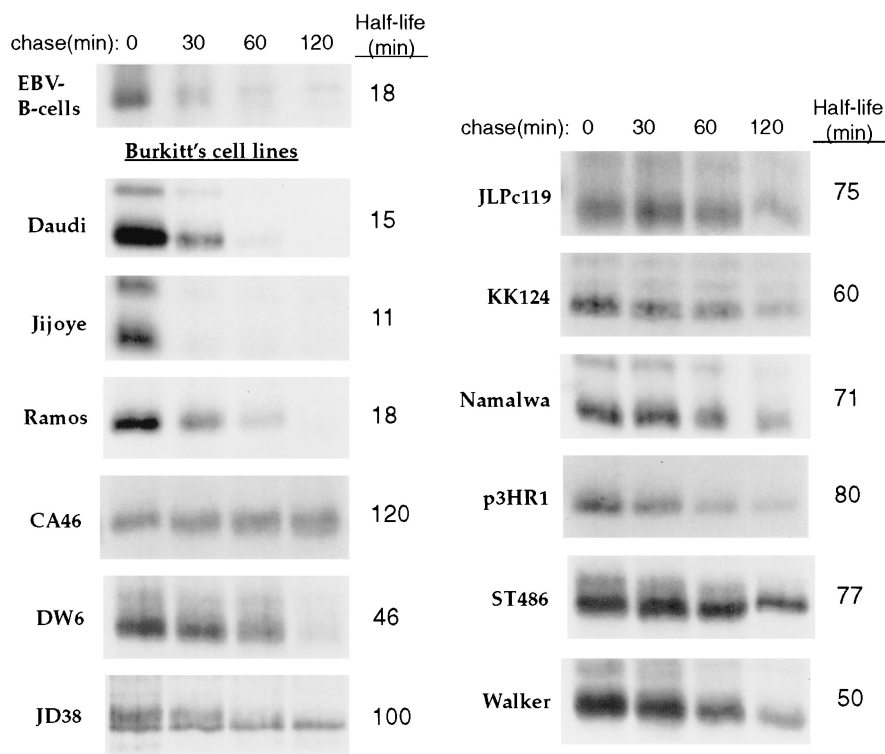 Half-life
chase(min): 0 30 60 120 (min)
EBV-
B-cells 18
Burkitt's cell lines
Daudi 15
Jijoye 11
Ramos 18
CA46 120
DW6 46
JD38 100
Half-life
chase(min): 0 30 60 120 (min)
JLPc119 75
KK124 60
Namalwa 71
p3HR1 80
ST486 77
Walker 50